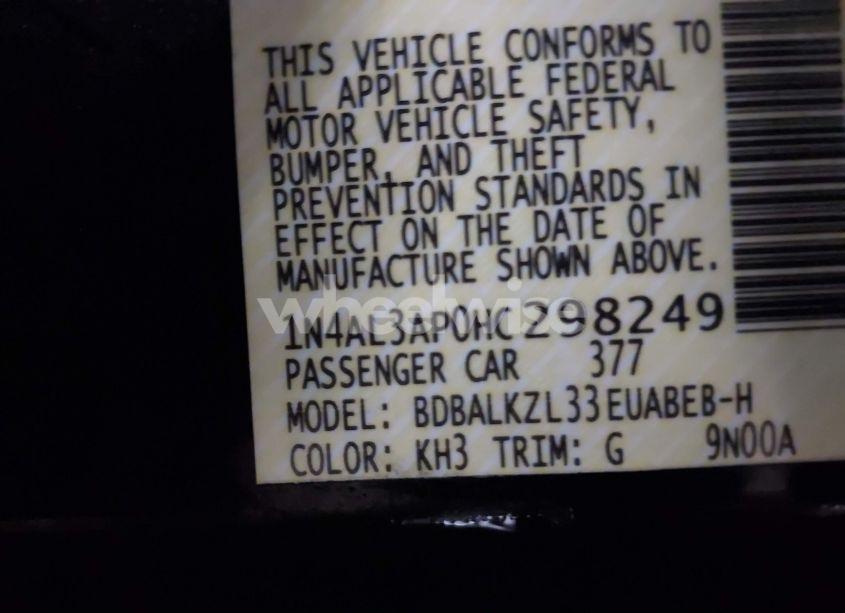 THIS VEHICLE CONFORMS TO
ALL APPLICABLE FEDERAL
MOTOR VEHICLE SAFETY,
BUMPER, AND THEFT
PREVENTION STANDARDS IN
EFFECT ON THE DATE OF
MANUFACTURE SHOWN ABOVE.
wheelwise
1N4AL3AP0HC298249
PASSENGER CAR 377
MODEL: BDBALKZL33EUABEB-H
COLOR: KH3 TRIM: G 9N00A